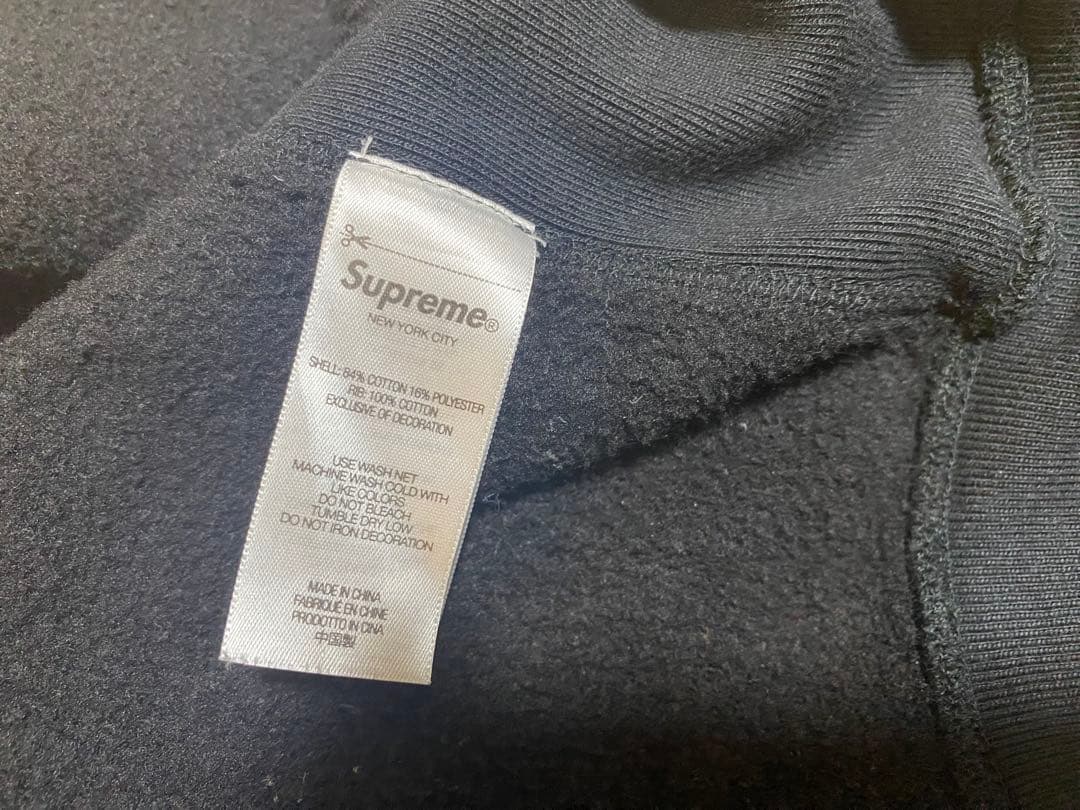 Supreme®
NEW YORK CITY
SHELL: 84% COTTON 16% POLYESTER
RIB: 100% COTTON
EXCLUSIVE OF DECORATION
USE WASH NET
MACHINE WASH COLD WITH
LIKE COLORS
DO NOT BLEACH
TUMBLE DRY LOW
DO NOT IRON DECORATION
MADE IN CHINA
FABRIQUÉ EN CHINE
PRODOTTO IN CINA
中国製